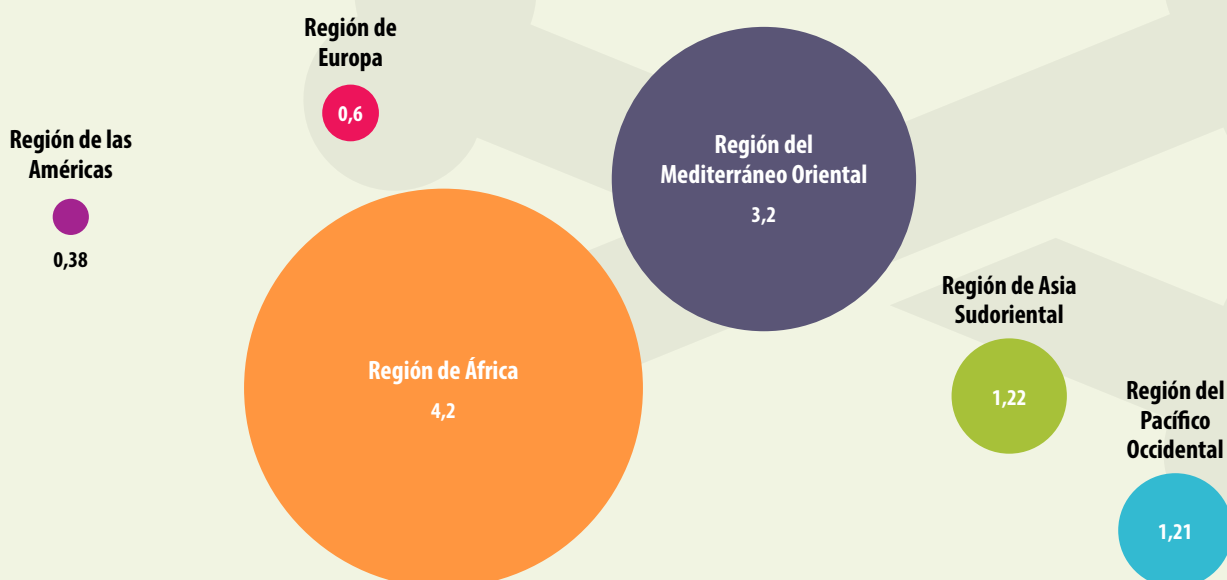 Región de
Europa
0,6
Región de las
Américas
0,38
Región del
Mediterráneo Oriental
3,2
Región de África
4,2
Región de Asia
Sudoriental
1,22
Región del
Pacífico
Occidental
1,21